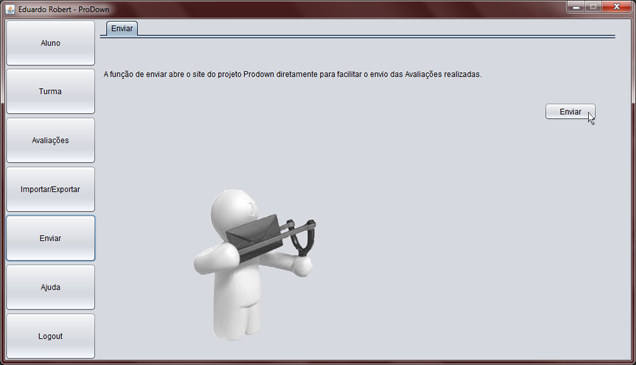 Eduardo Robert - ProDown
Aluno
Turma
Avaliações
Importar/Exportar
Enviar
Ajuda
Logout
Enviar
A função de enviar abre o site do projeto Prodown diretamente para facilitar o envio das Avaliações realizadas.
Enviar